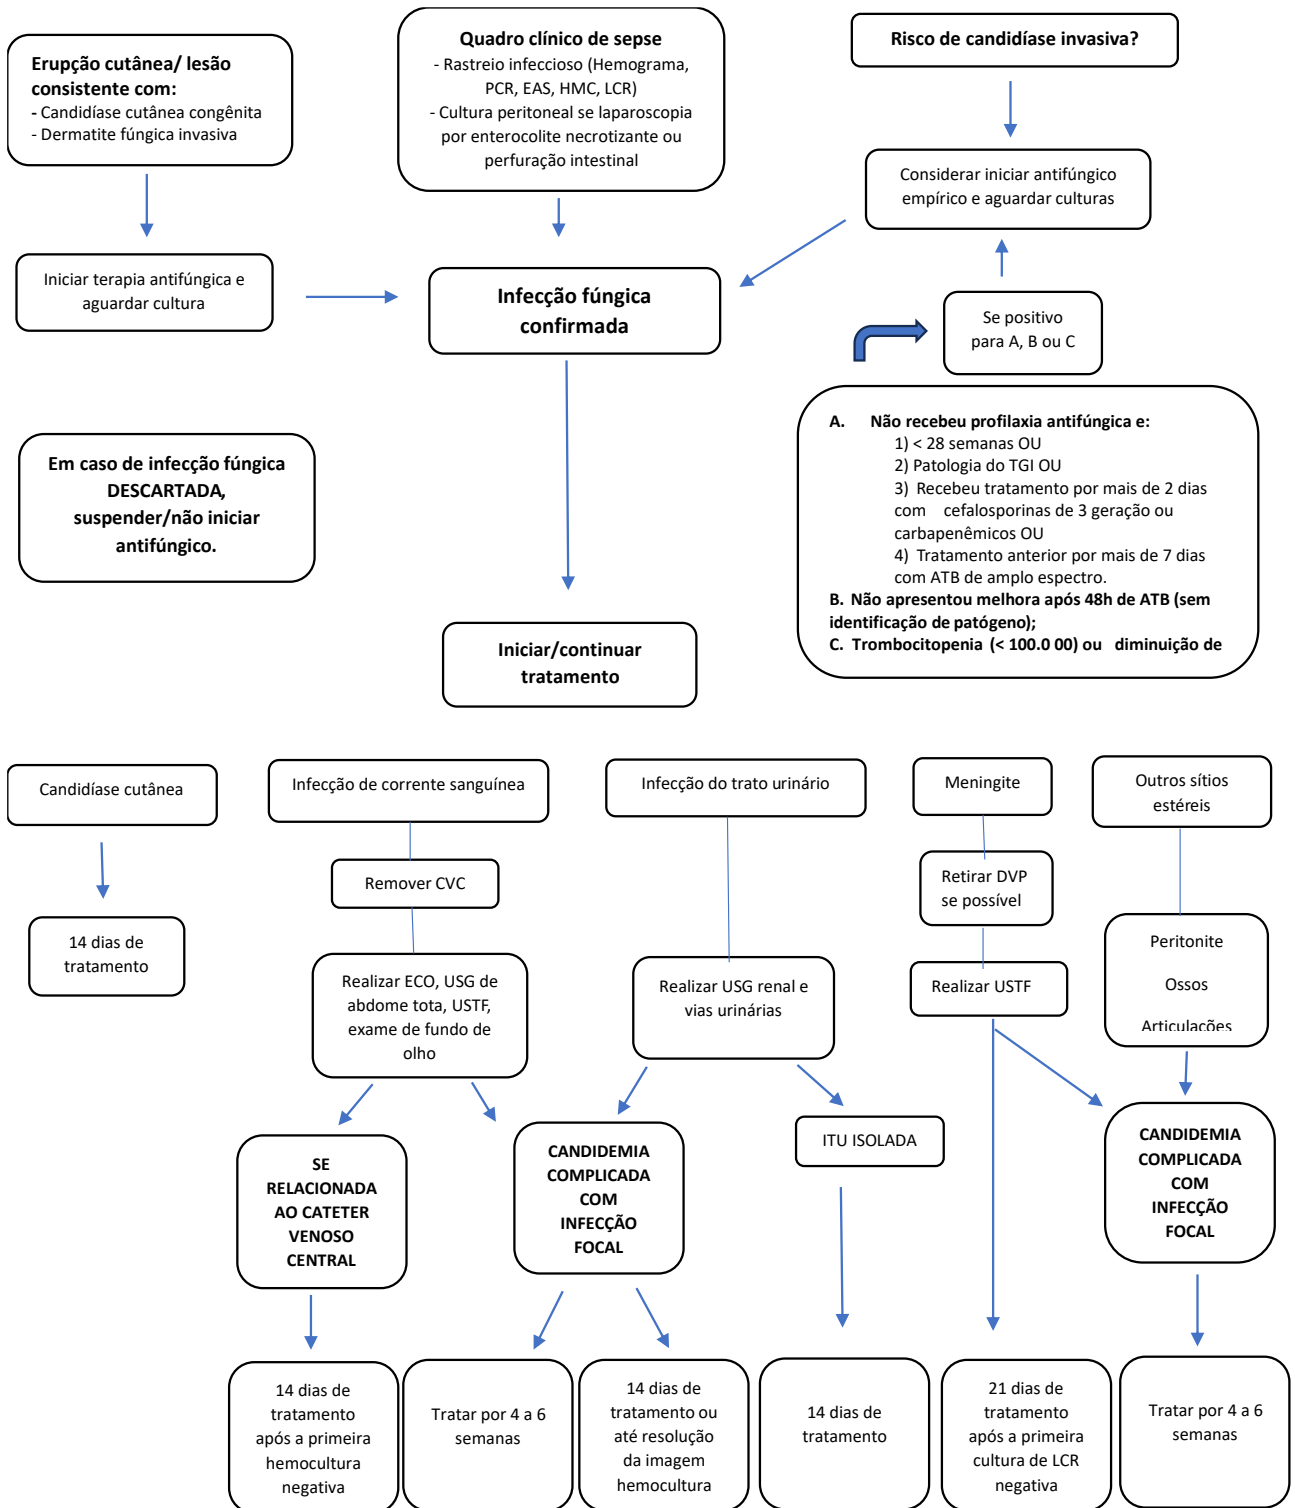 Erupção cutânea/ lesão
consistente com:
- Candidíase cutânea congênita
- Dermatite fúngica invasiva
Quadro clínico de sepse
- Rastreio infeccioso (Hemograma,
PCR, EAS, HMC, LCR)
- Cultura peritoneal se laparoscopia
por enterocolite necrotizante ou
perfuração intestinal
Risco de candidíase invasiva?
Considerar iniciar antifúngico
empírico e aguardar culturas
Iniciar terapia antifúngica e
aguardar cultura
Infecção fúngica
confirmada
Se positivo
para A, B ou C
Em caso de infecção fúngica
DESCARTADA,
suspender/não iniciar
antifúngico.
A. Não recebeu profilaxia antifúngica e:
1) < 28 semanas OU
2) Patologia do TGI OU
3) Recebeu tratamento por mais de 2 dias
com cefalosporinas de 3 geração ou
carbapenêmicos OU
4) Tratamento anterior por mais de 7 dias
com ATB de amplo espectro.
B. Não apresentou melhora após 48h de ATB (sem
identificação de patógeno);
C. Trombocitopenia (< 100.0 00) ou diminuição de
Iniciar/continuar
tratamento
Candidíase cutânea
Infecção de corrente sanguínea
Infecção do trato urinário
Meningite
Outros sítios
estéreis
Remover CVC
Retirar DVP
se possível
14 dias de
tratamento
Realizar ECO, USG de
abdome tota, USTF,
exame de fundo de
olho
Realizar USG renal e
vias urinárias
Realizar USTF
Peritonite
Ossos
Articulações
SE
RELACIONADA
AO CATETER
VENOSO
CENTRAL
CANDIDEMIA
COMPLICADA
COM
INFECÇÃO
FOCAL
ITU ISOLADA
CANDIDEMIA
COMPLICADA
COM
INFECÇÃO
FOCAL
14 dias de
tratamento
após a primeira
hemocultura
negativa
Tratar por 4 a 6
semanas
14 dias de
tratamento ou
até resolução
da imagem
hemocultura
14 dias de
tratamento
21 dias de
tratamento
após a primeira
cultura de LCR
negativa
Tratar por 4 a 6
semanas